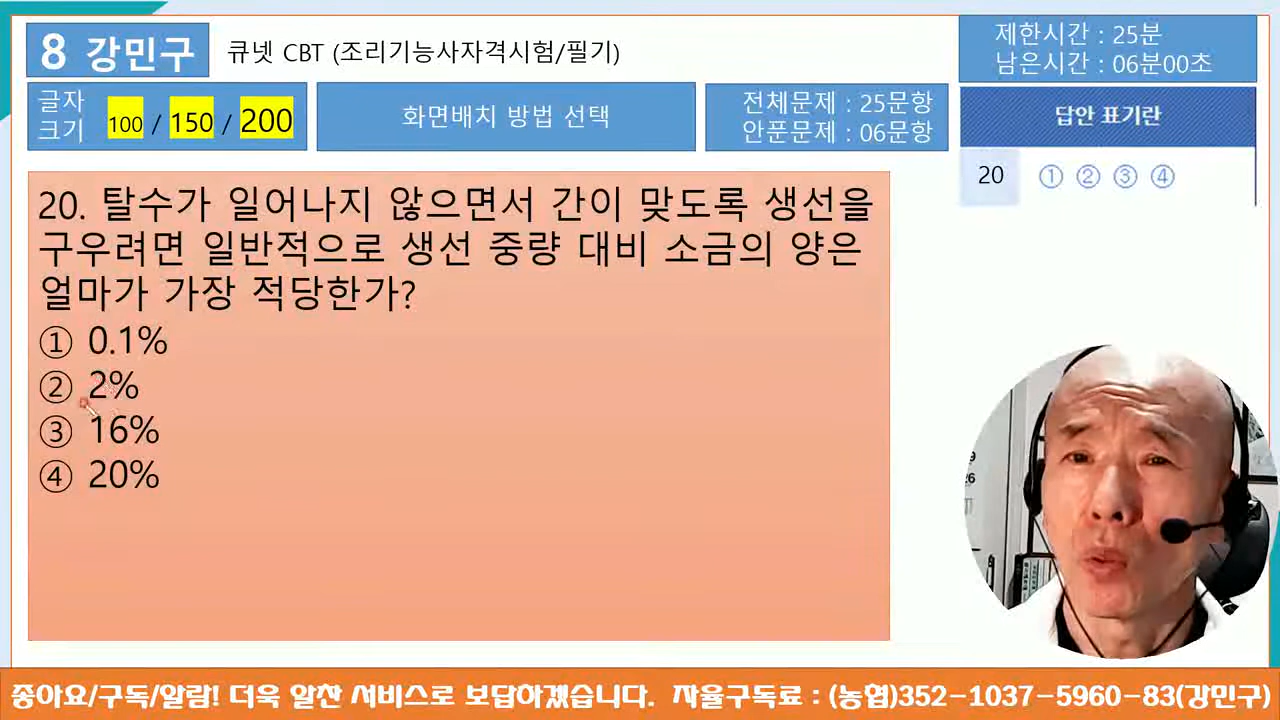 8 강민구
큐넷 CBT (조리기능사자격시험/필기)
제한시간 : 25분
남은시간 : 06분00초
글자
크기
100 / 150 / 200
화면배치 방법 선택
전체문제 : 25문항
안푼문제 : 06문항
답안 표기란
20 ① ② ③ ④
20. 탈수가 일어나지 않으면서 간이 맞도록 생선을
구우려면 일반적으로 생선 중량 대비 소금의 양은
얼마가 가장 적당한가?
① 0.1%
② 2%
③ 16%
④ 20%
좋아요/구독/알람! 더욱 알찬 서비스로 보답하겠습니다. 자율구독료 : (농협)352-1037-5960-83(강민구)